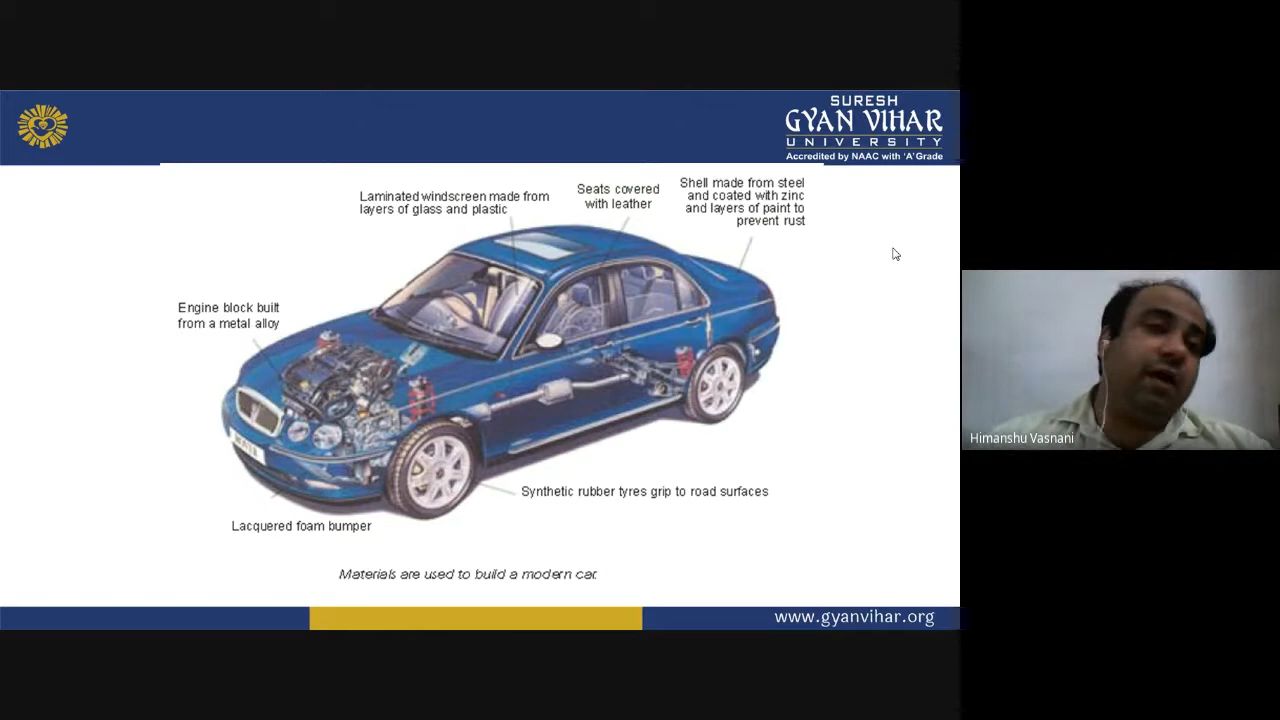 SURESH
GYAN VIHAR
UNIVERSITY
Accredited by NAAC with 'A' Grade
Laminated windscreen made from
layers of glass and plastic
Seats covered
with leather
Shell made from steel
and coated with zinc
and layers of paint to
prevent rust
Engine block built
from a metal alloy
Synthetic rubber tyres grip to road surfaces
Lacquered foam bumper
Materials are used to build a modern car.
www.gyanvihar.org
Himanshu Vasnani